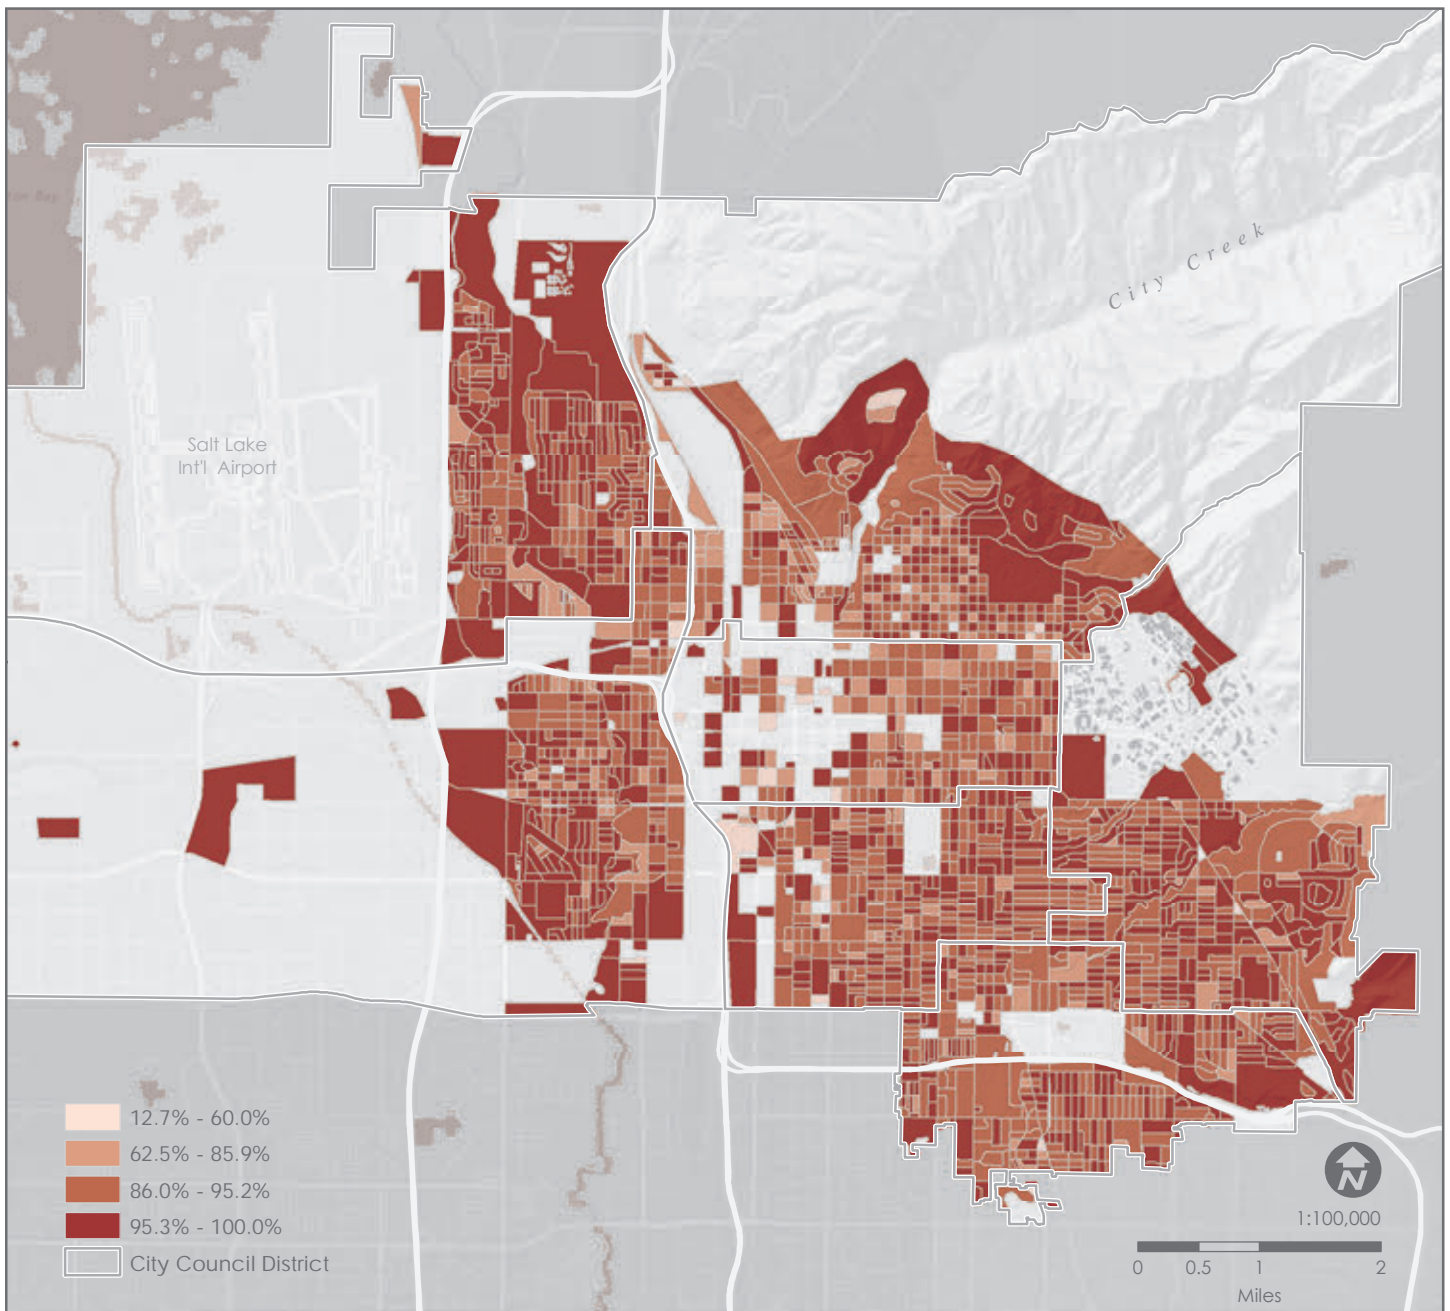 City Creek
Salt Lake
Int'l Airport
12.7% - 60.0%
62.5% - 85.9%
86.0% - 95.2%
95.3% - 100.0%
City Council District
N
1:100,000
0 0.5 1 2
Miles